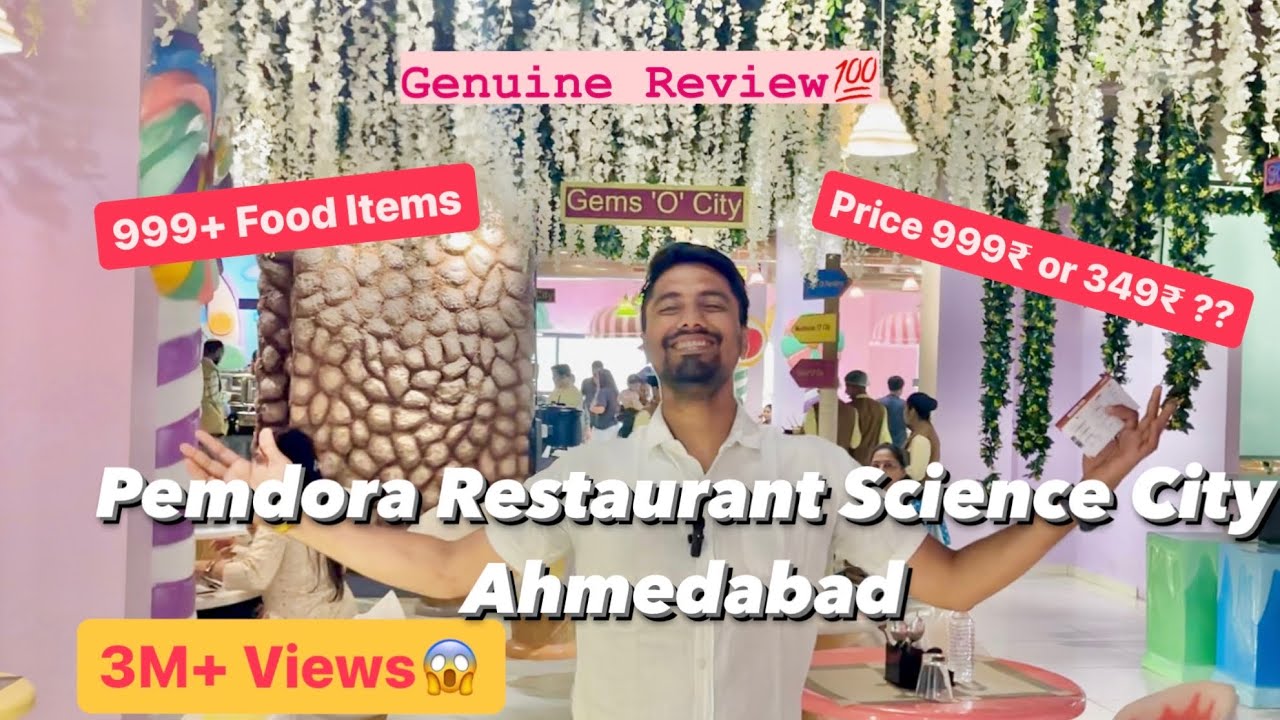 Genuine Review💯
999+ Food Items
Gems 'O' City
Price 999₹ or 349₹ ??
Pemdora Restaurant Science City
Ahmedabad
3M+ Views😱